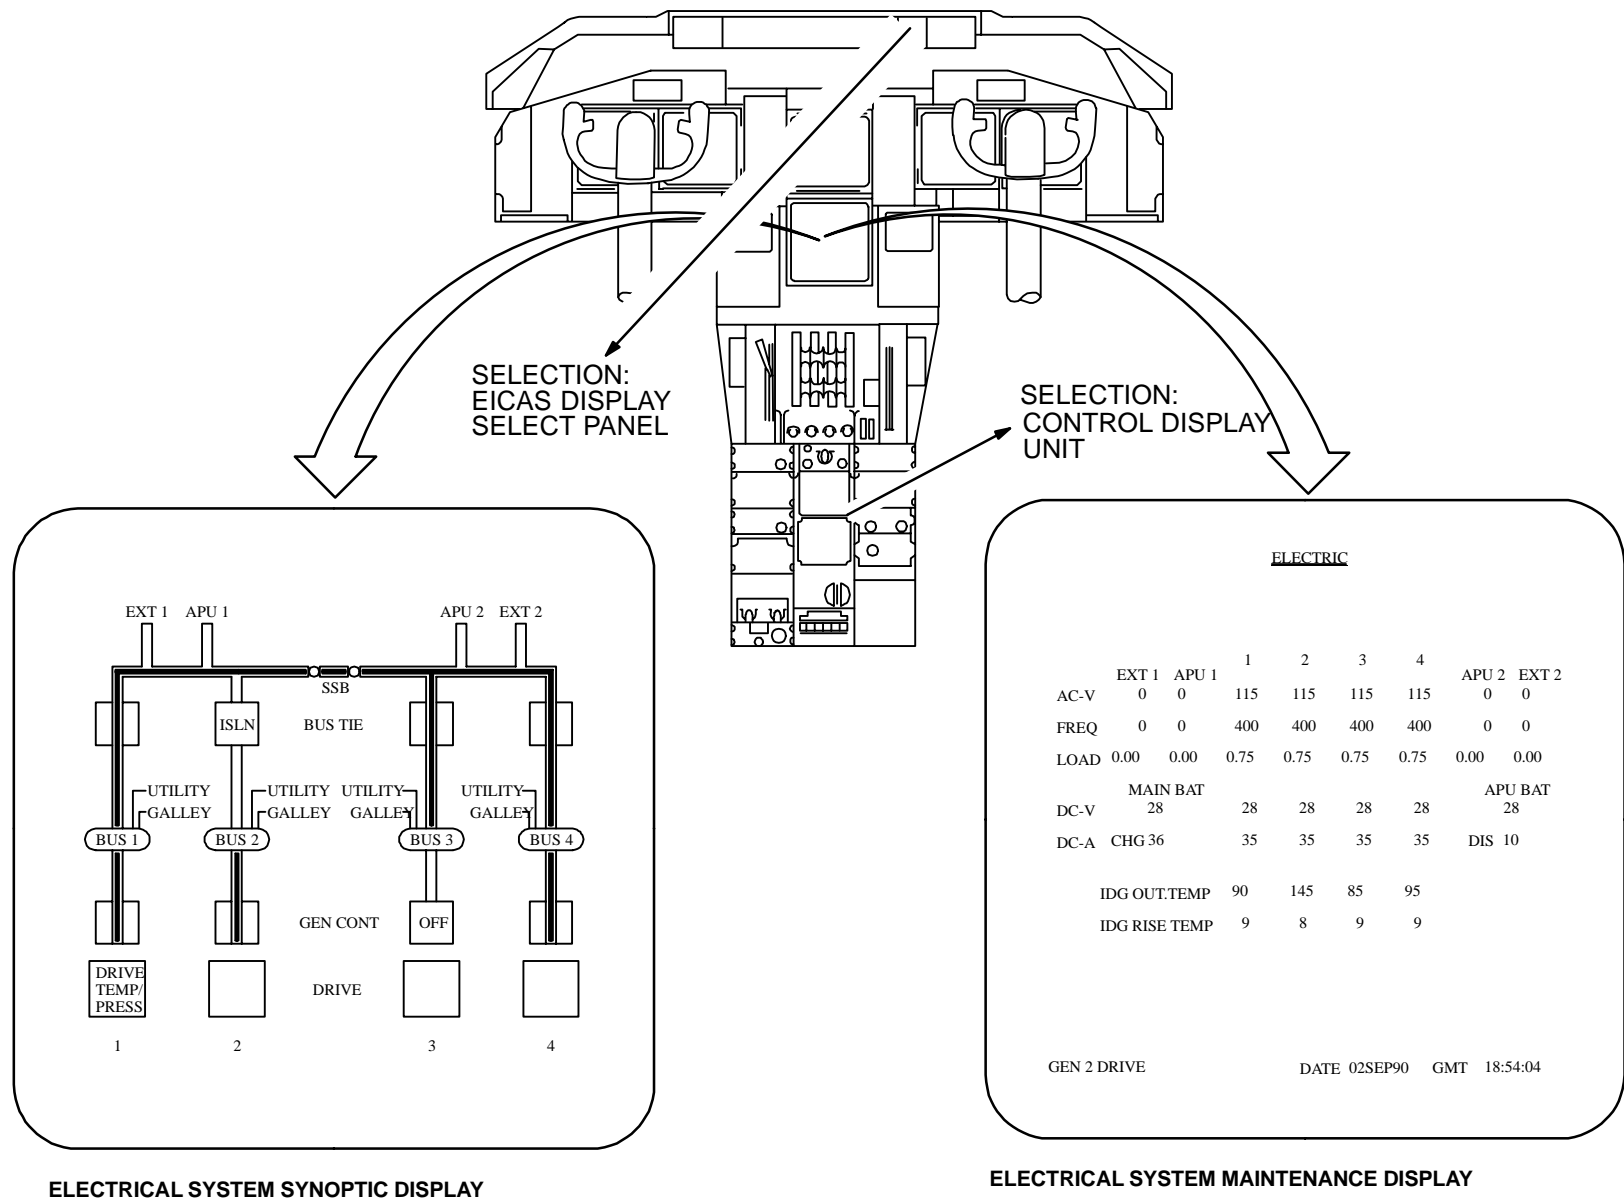 SELECTION:
EICAS DISPLAY
SELECT PANEL
SELECTION:
CONTROL DISPLAY
UNIT
EXT 1 APU 1 APU 2 EXT 2
SSB
ISLN BUS TIE
UTILITY UTILITY UTILITY UTILITY
GALLEY GALLEY GALLEY GALLEY
BUS 1 BUS 2 BUS 3 BUS 4
GEN CONT OFF
DRIVE
TEMP/
PRESS
DRIVE
1 2 3 4
ELECTRICAL SYSTEM SYNOPTIC DISPLAY
ELECTRIC
1 2 3 4
EXT 1 APU 1 APU 2 EXT 2
AC-V 0 0 115 115 115 115 0 0
FREQ 0 0 400 400 400 400 0 0
LOAD 0.00 0.00 0.75 0.75 0.75 0.75 0.00 0.00
MAIN BAT APU BAT
DC-V 28 28 28 28 28 28
DC-A CHG 36 35 35 35 35 DIS 10
IDG OUT.TEMP 90 145 85 95
IDG RISE TEMP 9 8 9 9
GEN 2 DRIVE DATE 02SEP90 GMT 18:54:04
ELECTRICAL SYSTEM MAINTENANCE DISPLAY